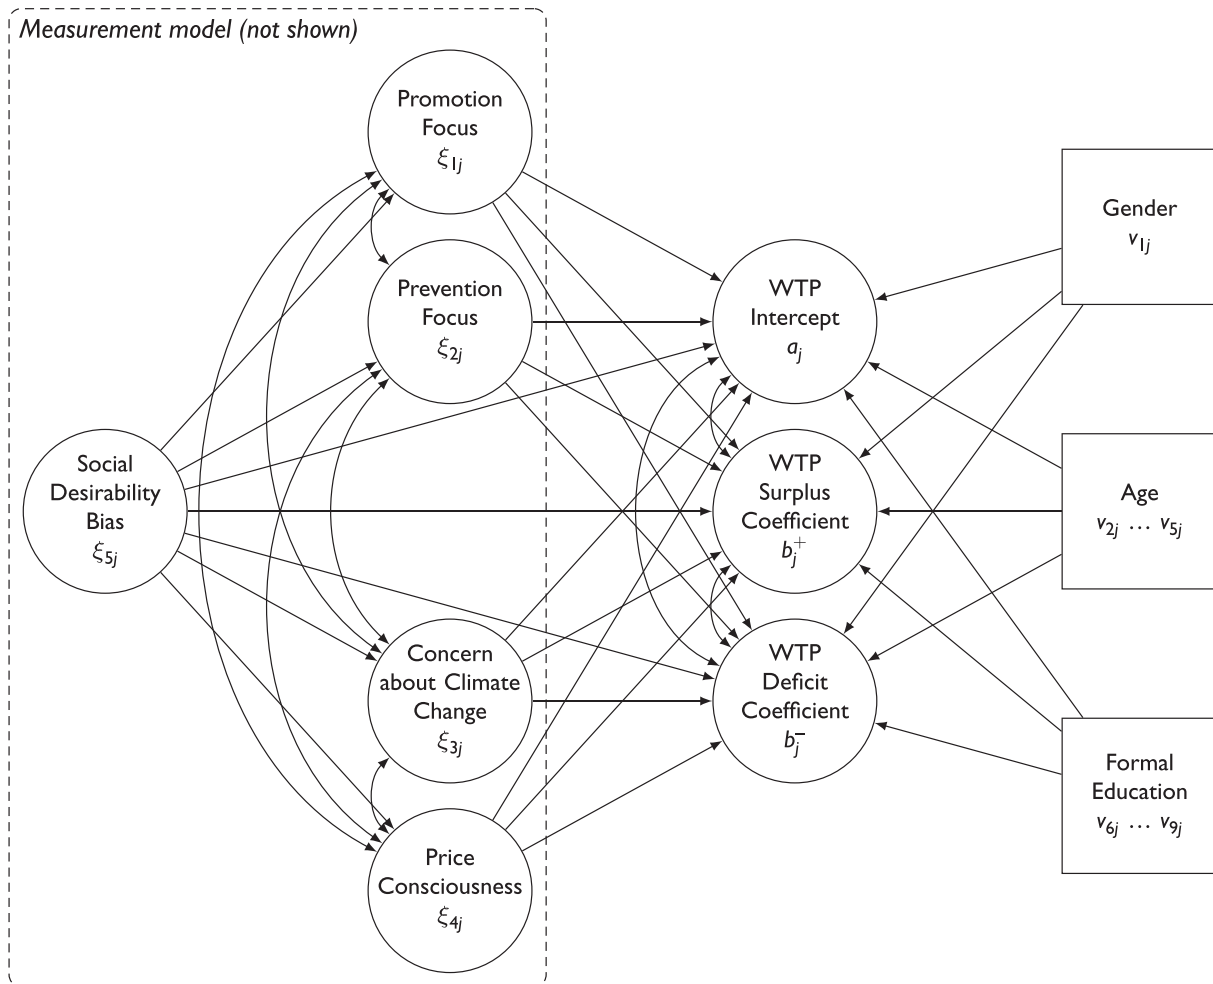 Measurement model (not shown)
Promotion
Focus
ξ1j
Prevention
Focus
ξ2j
Social
Desirability
Bias
ξ5j
Concern
about Climate
Change
ξ3j
Price
Consciousness
ξ4j
WTP
Intercept
aj
WTP
Surplus
Coefficient
bj+
WTP
Deficit
Coefficient
bj−
Gender
v1j
Age
v2j … v5j
Formal
Education
v6j … v9j